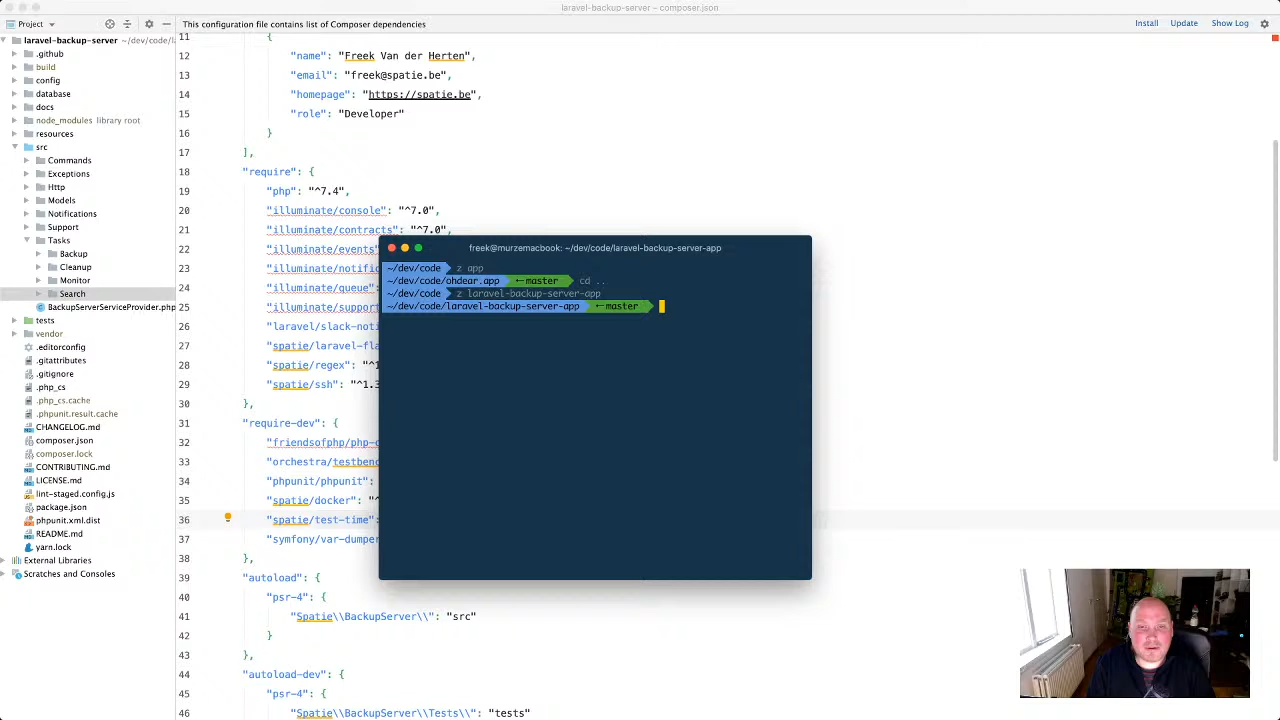 laravel-backup-server – composer.json
Project
This configuration file contains list of Composer dependencies
Install Update Show Log
laravel-backup-server ~/dev/code/l
.github
build
config
database
docs
node_modules library root
resources
src
Commands
Exceptions
Http
Models
Notifications
Support
Tasks
Backup
Cleanup
Monitor
Search
BackupServerServiceProvider.php
tests
vendor
.editorconfig
.gitattributes
.gitignore
.php_cs
.php_cs.cache
.phpunit.result.cache
CHANGELOG.md
composer.json
composer.lock
CONTRIBUTING.md
LICENSE.md
lint-staged.config.js
package.json
phpunit.xml.dist
README.md
yarn.lock
External Libraries
Scratches and Consoles
11 {
12 "name": "Freek Van der Herten",
13 "email": "freek@spatie.be",
14 "homepage": "https://spatie.be",
15 "role": "Developer"
16 }
17 ],
18 "require": {
19 "php": "^7.4",
20 "illuminate/console": "^7.0",
21 "illuminate/contracts": "^7.0",
22 "illuminate/events"
23 "illuminate/notific
24 "illuminate/queue":
25 "illuminate/support
26 "laravel/slack-noti
27 "spatie/laravel-fla
28 "spatie/regex": "^1
29 "spatie/ssh": "^1.3
30 },
31 "require-dev": {
32 "friendsofphp/php-c
33 "orchestra/testbenc
34 "phpunit/phpunit":
35 "spatie/docker": "^
36 "spatie/test-time":
37 "symfony/var-dumper
38 },
39 "autoload": {
40 "psr-4": {
41 "Spatie\\BackupServer\\": "src"
42 }
43 },
44 "autoload-dev": {
45 "psr-4": {
46 "Spatie\\BackupServer\\Tests\\": "tests"
freek@murzemacbook: ~/dev/code/laravel-backup-server-app
~/dev/code z app
~/dev/code/ohdear.app ←master cd ..
~/dev/code z laravel-backup-server-app
~/dev/code/laravel-backup-server-app ←master